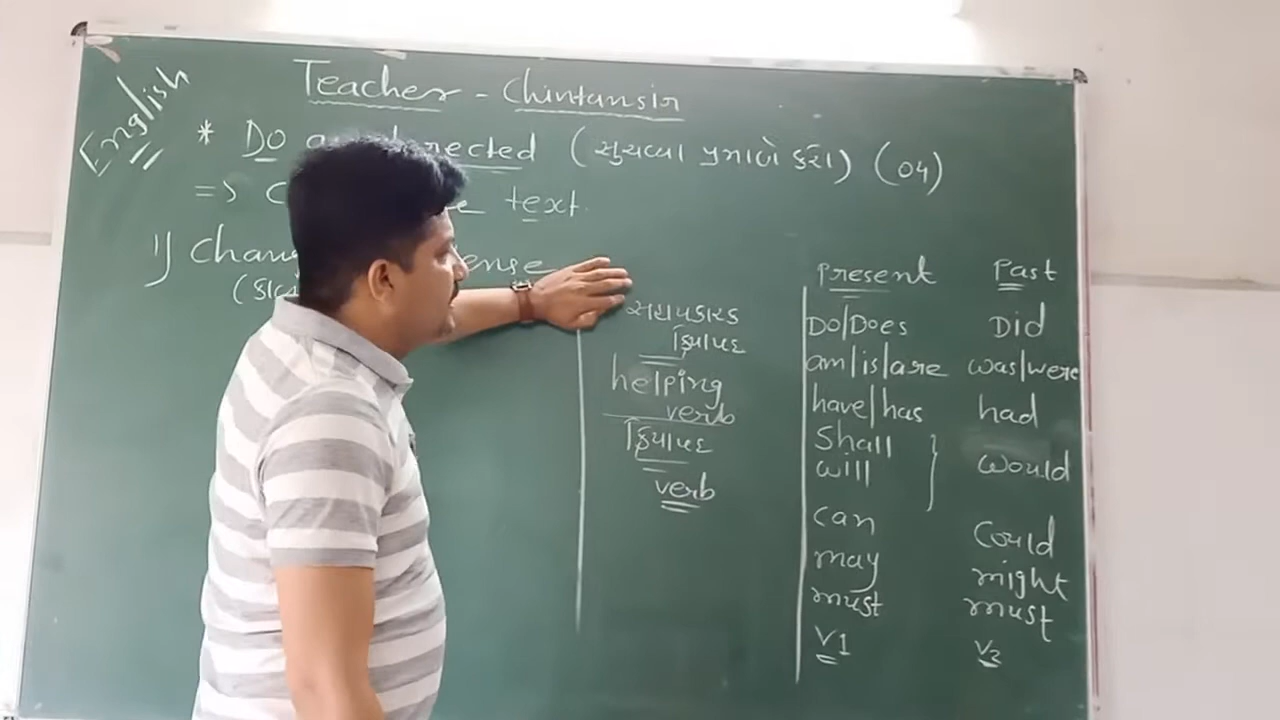 English
Teacher - Chintansir
* Do rected (સુચવ્યા પ્રમાણે કરો) (04)
=> C text.
1) Chan ense
સહાયકારક
ક્રિયાપદ
helping
verb
ક્રિયાપદ
verb
Present Past
Do/Does Did
am/is/are was/were
have/has had
Shall
will } would
can Could
may might
must must
V1 V2